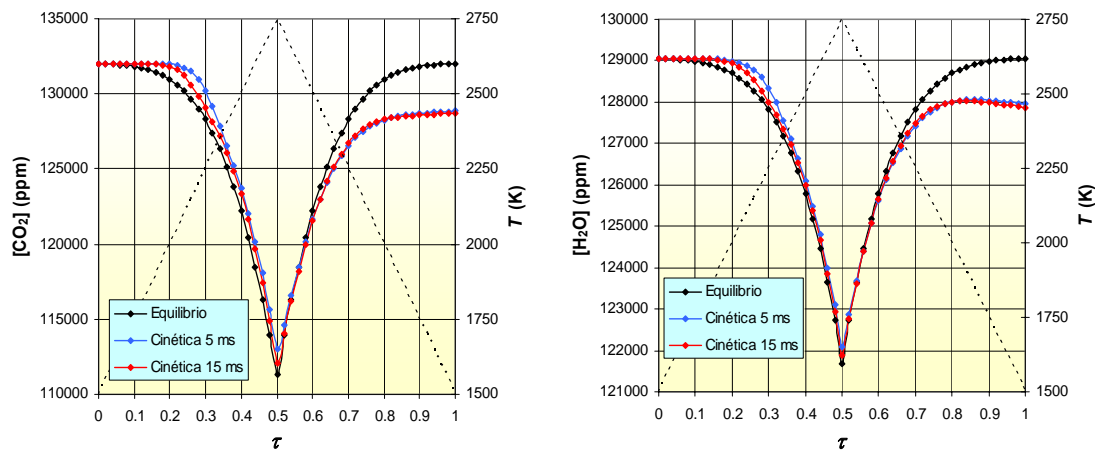 135000
130000
125000
120000
115000
110000
[CO2] (ppm)
2750
2500
2250
2000
1750
1500
T (K)
Equilibrio
Cinética 5 ms
Cinética 15 ms
0 0.1 0.2 0.3 0.4 0.5 0.6 0.7 0.8 0.9 1
τ
130000
129000
128000
127000
126000
125000
124000
123000
122000
121000
[H2O] (ppm)
2750
2500
2250
2000
1750
1500
T (K)
Equilibrio
Cinética 5 ms
Cinética 15 ms
0 0.1 0.2 0.3 0.4 0.5 0.6 0.7 0.8 0.9 1
τ